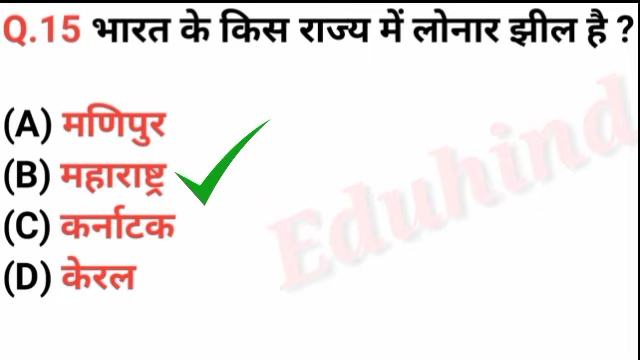 Q.15 भारत के किस राज्य में लोनार झील है ?
(A) मणिपुर
(B) महाराष्ट्र
(C) कर्नाटक
(D) केरल
Eduhind